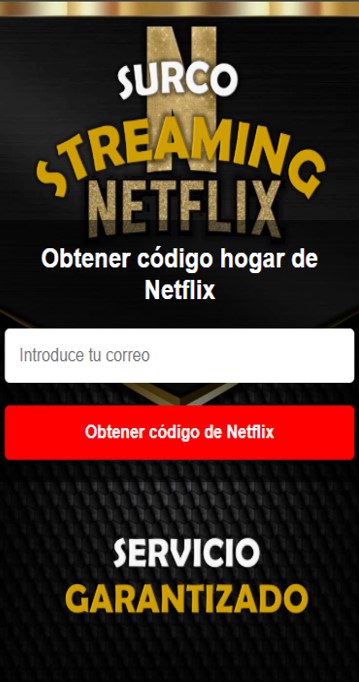 N
SURCO
STREAMING
NETFLIX
Obtener código hogar de
Netflix
Introduce tu correo
Obtener código de Netflix
SERVICIO
GARANTIZADO